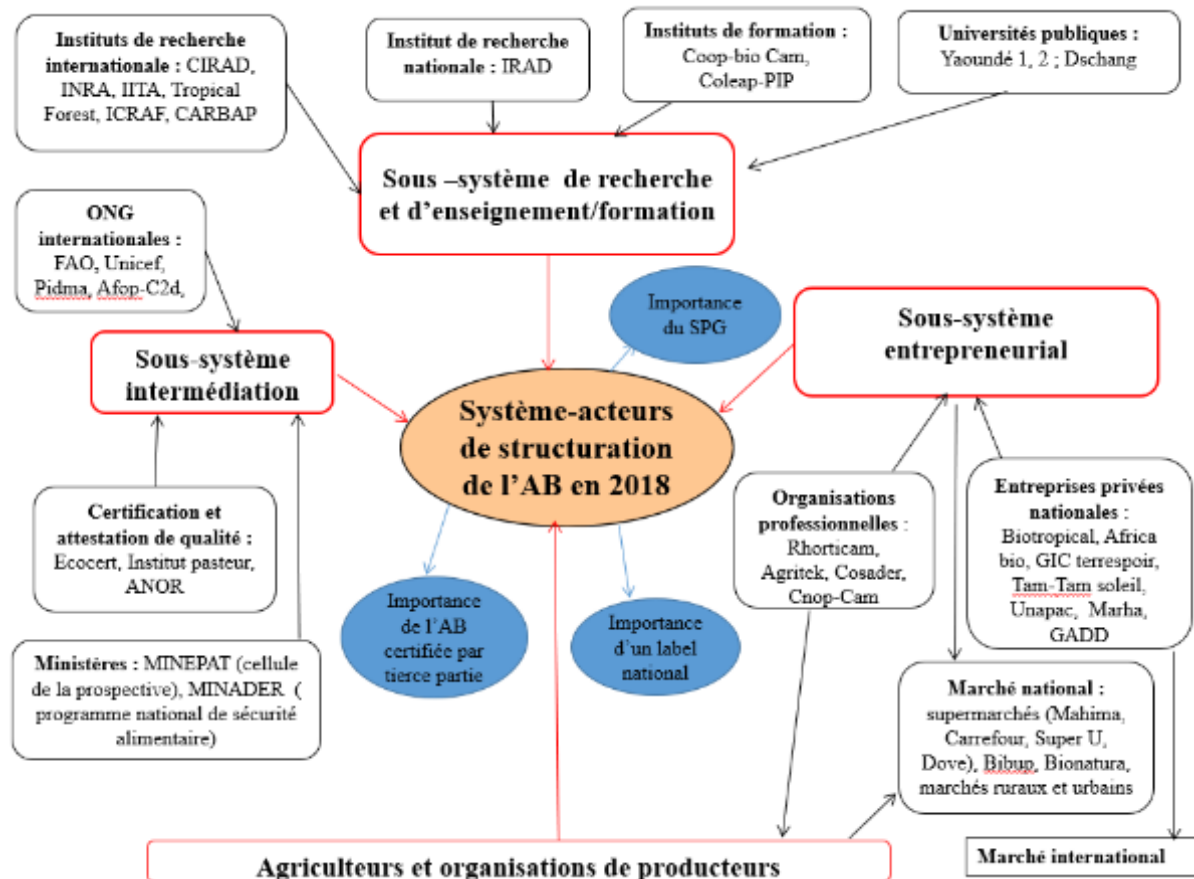 Instituts de recherche
internationale : CIRAD,
INRA, IITA, Tropical
Forest, ICRAF, CARBAP
Institut de recherche
nationale : IRAD
Instituts de formation :
Coop-bio Cam,
Coleap-PIP
Universités publiques :
Yaoundé 1, 2 ; Dschang
Sous –système de recherche
et d’enseignement/formation
ONG
internationales :
FAO, Unicef,
Pidma, Afop-C2d,
Importance
du SPG
Sous-système
entrepreneurial
Sous-système
intermédiation
Système-acteurs
de structuration
de l’AB en 2018
Certification et
attestation de qualité :
Ecocert, Institut pasteur,
ANOR
Organisations
professionnelles :
Rhorticam,
Agritek, Cosader,
Cnop-Cam
Entreprises privées
nationales :
Biotropical, Africa
bio, GIC terrespoir,
Tam-Tam soleil,
Unapac, Marha,
GADD
Importance
de l’AB
certifiée par
tierce partie
Importance
d’un label
national
Ministères : MINEPAT (cellule
de la prospective), MINADER (
programme national de sécurité
alimentaire)
Marché national :
supermarchés (Mahima,
Carrefour, Super U,
Dove), Bibup, Bionatura,
marchés ruraux et urbains
Agriculteurs et organisations de producteurs
Marché international